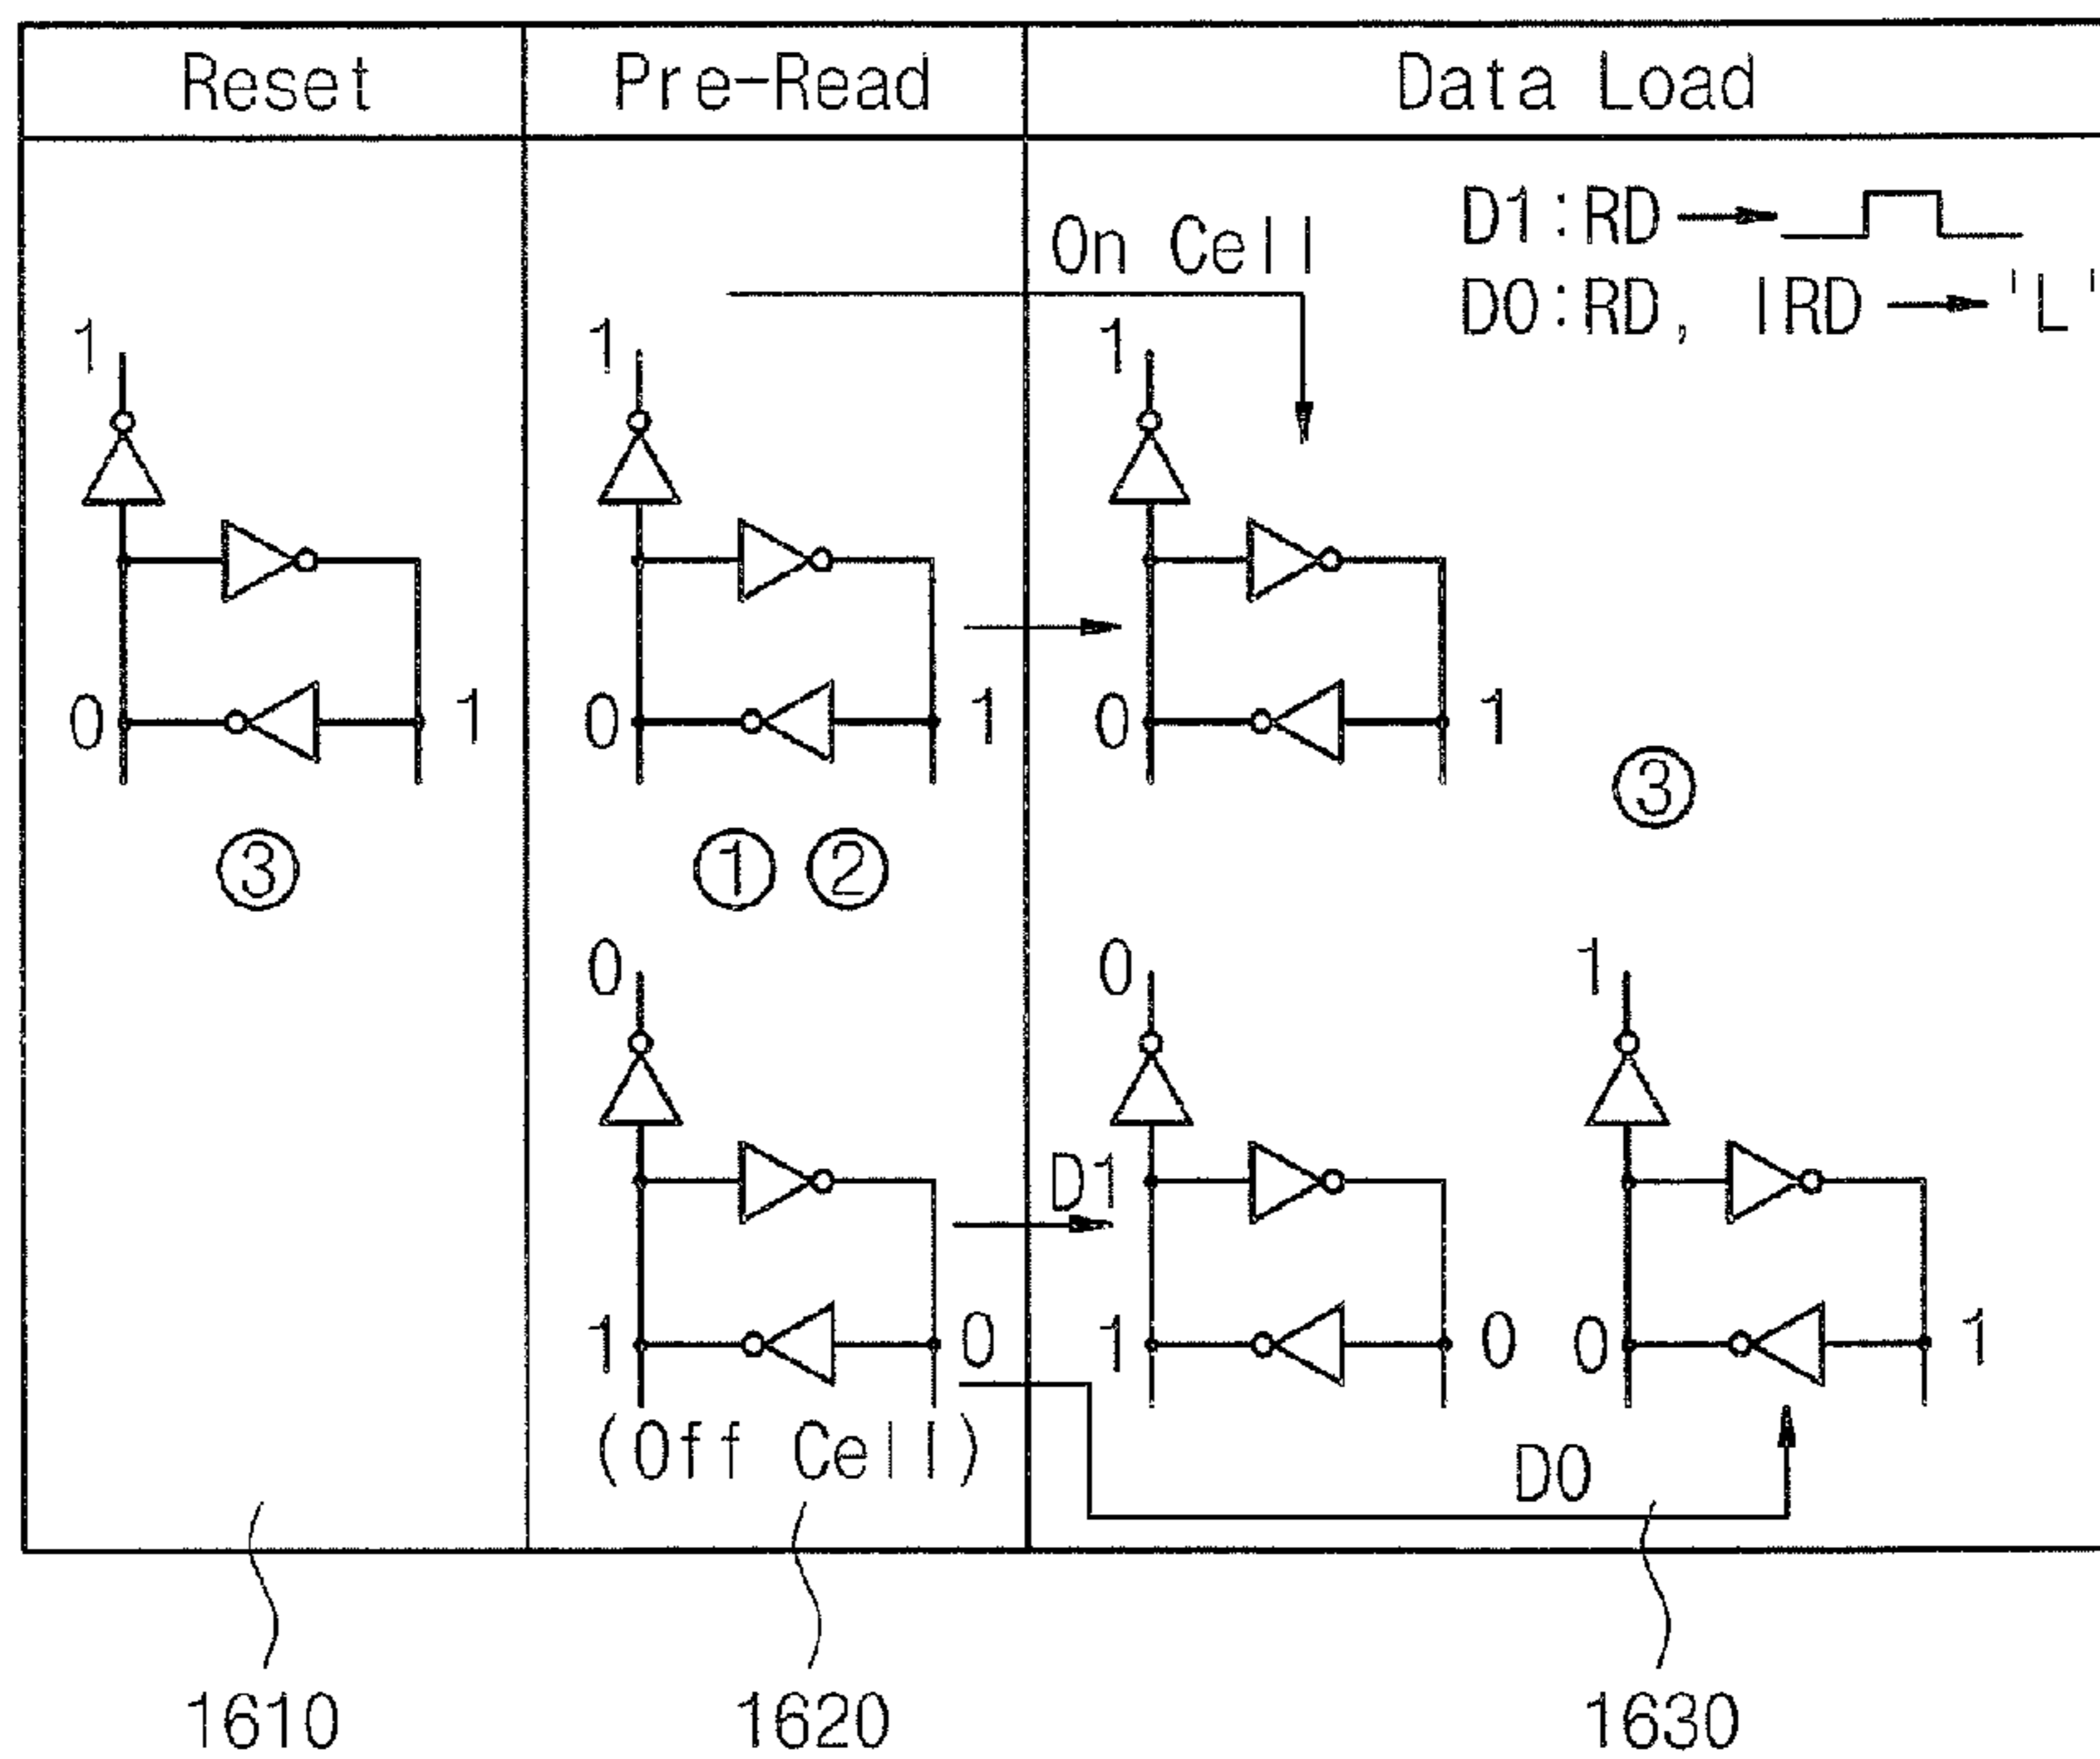 Reset Pre-Read Data Load
D1:RD
On Cell
D0:RD, IRD 'L'
1 1 1
0 1 0 1 0 1
③
③ ① ②
0 0 1
D1
1 0 1 0 0 1
(Off Cell)
D0
1610 1620 1630